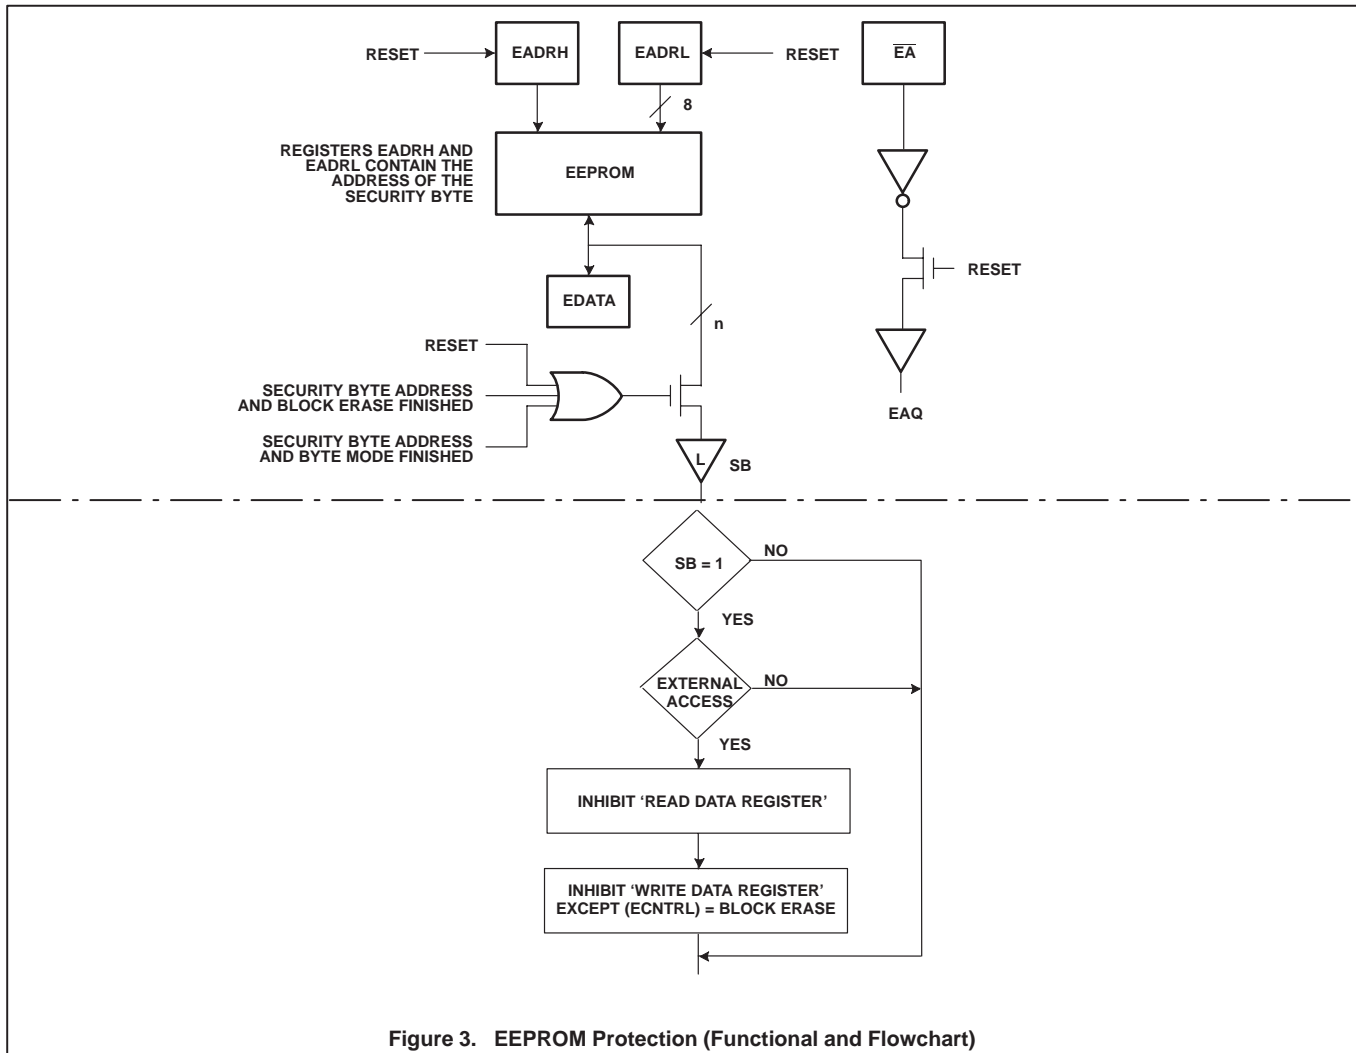 RESET
EADRH
EADRL
RESET
EA
8
REGISTERS EADRH AND
EADRL CONTAIN THE
ADDRESS OF THE
SECURITY BYTE
EEPROM
RESET
EDATA
n
RESET
SECURITY BYTE ADDRESS
AND BLOCK ERASE FINISHED
EAQ
SECURITY BYTE ADDRESS
AND BYTE MODE FINISHED
L
SB
SB = 1
NO
YES
EXTERNAL
ACCESS
NO
YES
INHIBIT ‘READ DATA REGISTER’
INHIBIT ‘WRITE DATA REGISTER’
EXCEPT (ECNTRL) = BLOCK ERASE
Figure 3. EEPROM Protection (Functional and Flowchart)